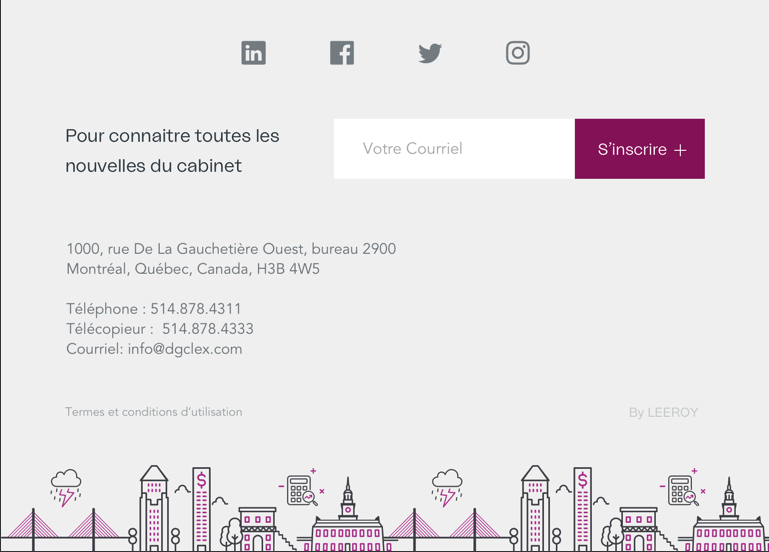 Pour connaitre toutes les
nouvelles du cabinet
Votre Courriel
S'inscrire +
1000, rue De La Gauchetière Ouest, bureau 2900
Montréal, Québec, Canada, H3B 4W5
Téléphone : 514.878.4311
Télécopieur :  514.878.4333
Courriel: info@dgclex.com
Termes et conditions d'utilisation
By LEEROY